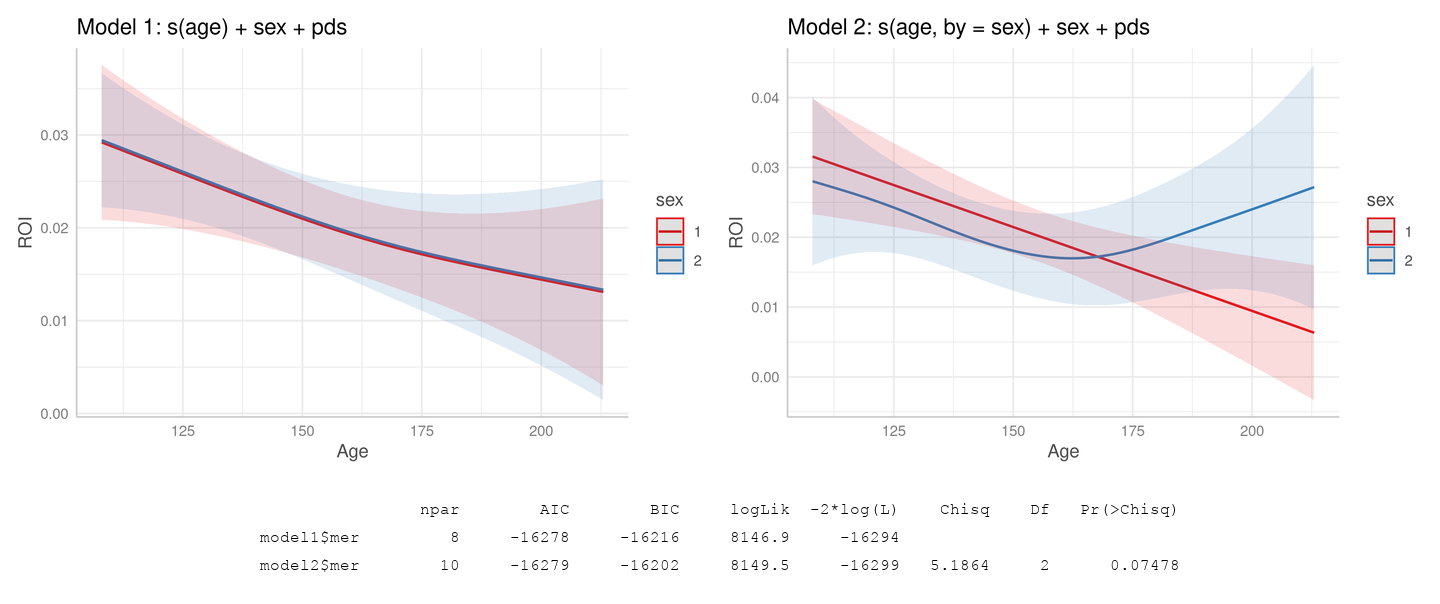 Model 1: s(age) + sex + pds
ROI
0.03
0.02
0.01
0.00
125 150 175 200
Age
sex
1
2
Model 2: s(age, by = sex) + sex + pds
ROI
0.04
0.03
0.02
0.01
0.00
125 150 175 200
Age
sex
1
2
npar AIC BIC logLik -2*log(L) Chisq Df Pr(>Chisq)
model1$mer 8 -16278 -16216 8146.9 -16294
model2$mer 10 -16279 -16202 8149.5 -16299 5.1864 2 0.07478